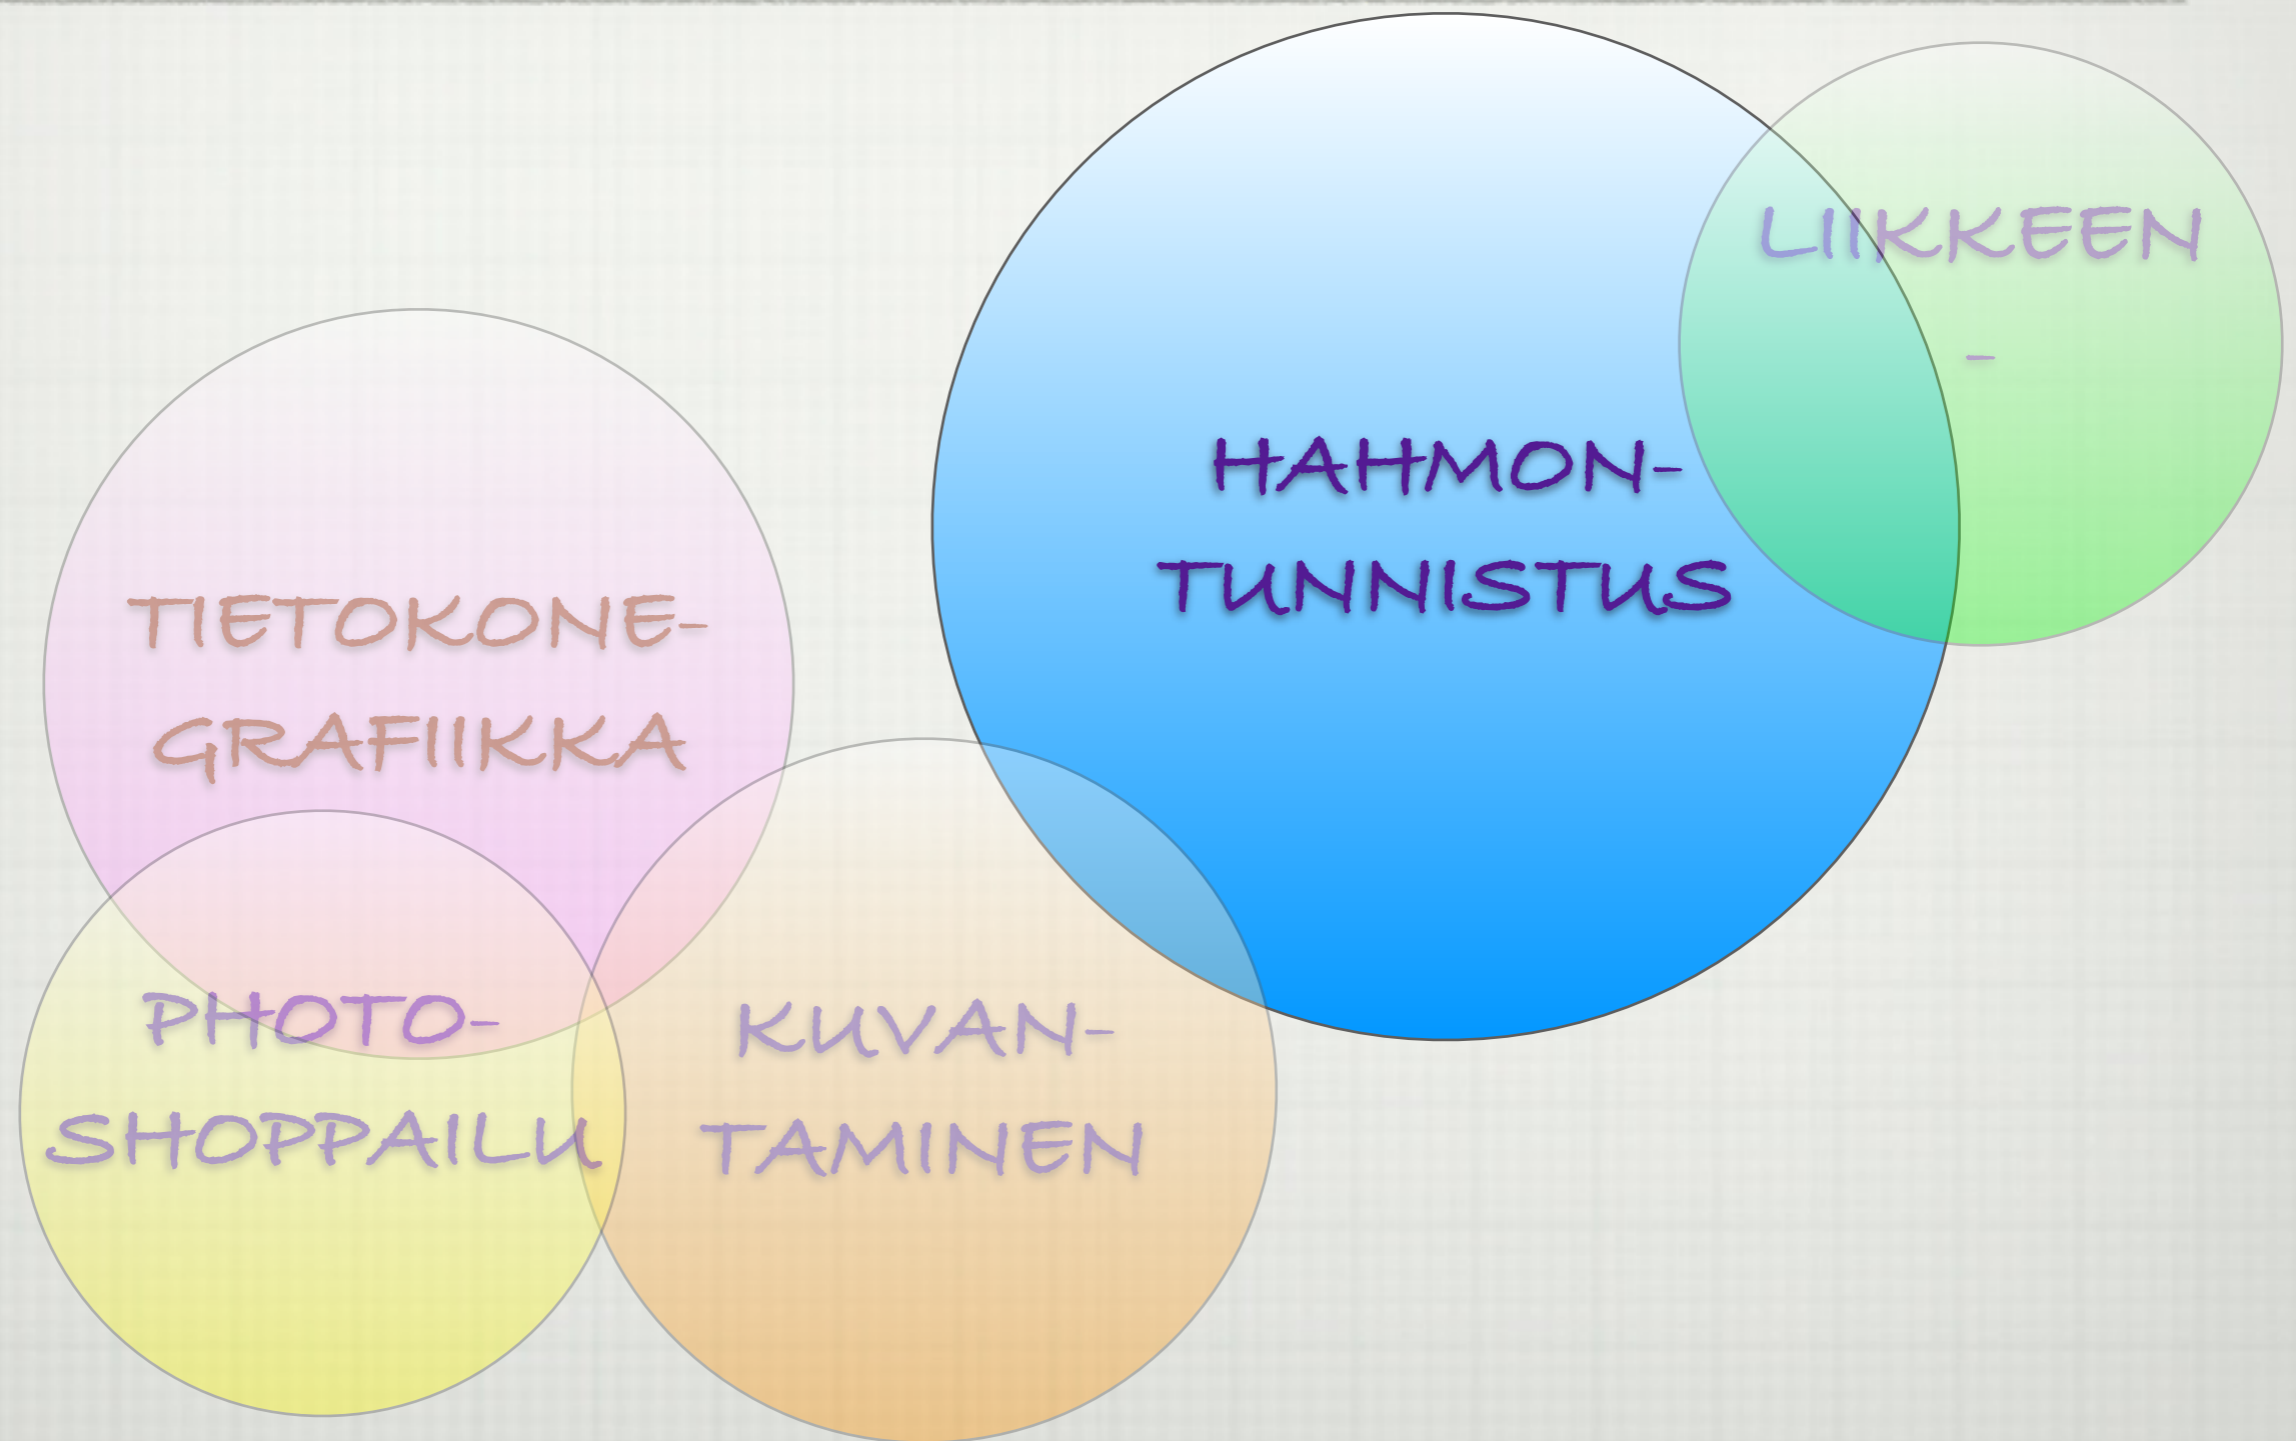 LIIKKEEN
-
HAHMON-
TUNNISTUS
TIETOKONE-
GRAFIIKKA
PHOTO-
SHOPPAILU
KUVAN-
TAMINEN